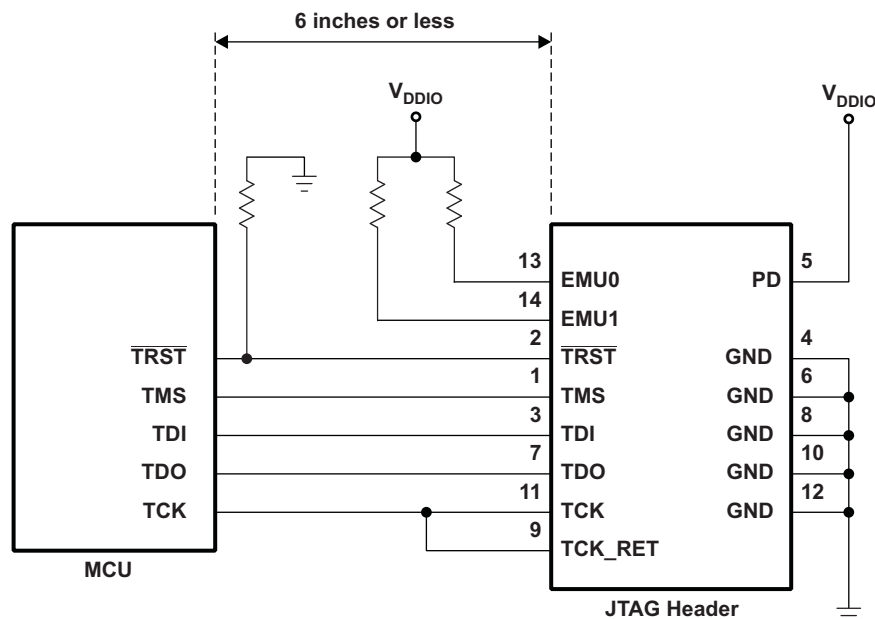 6 inches or less
VDDIO
VDDIO
13
EMU0
PD
5
14
EMU1
TRST
2
TRST
GND
4
TMS
1
TMS
GND
6
TDI
3
TDI
GND
8
TDO
7
TDO
GND
10
TCK
11
TCK
GND
12
9
TCK_RET
MCU
JTAG Header